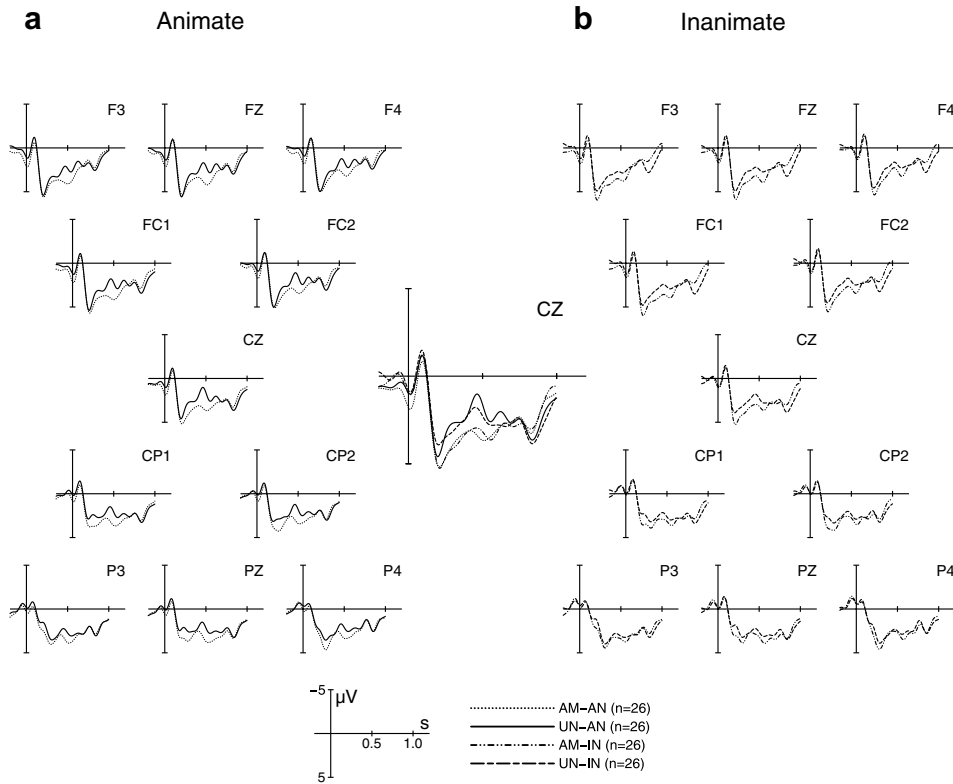 a Animate
b Inanimate
F3 FZ F4
F3 FZ F4
FC1 FC2
FC1 FC2
CZ
CZ
CZ
CP1 CP2
CP1 CP2
P3 PZ P4
P3 PZ P4
−5
μV
s
0.5 1.0
5
AM−AN (n=26)
UN−AN (n=26)
AM−IN (n=26)
UN−IN (n=26)